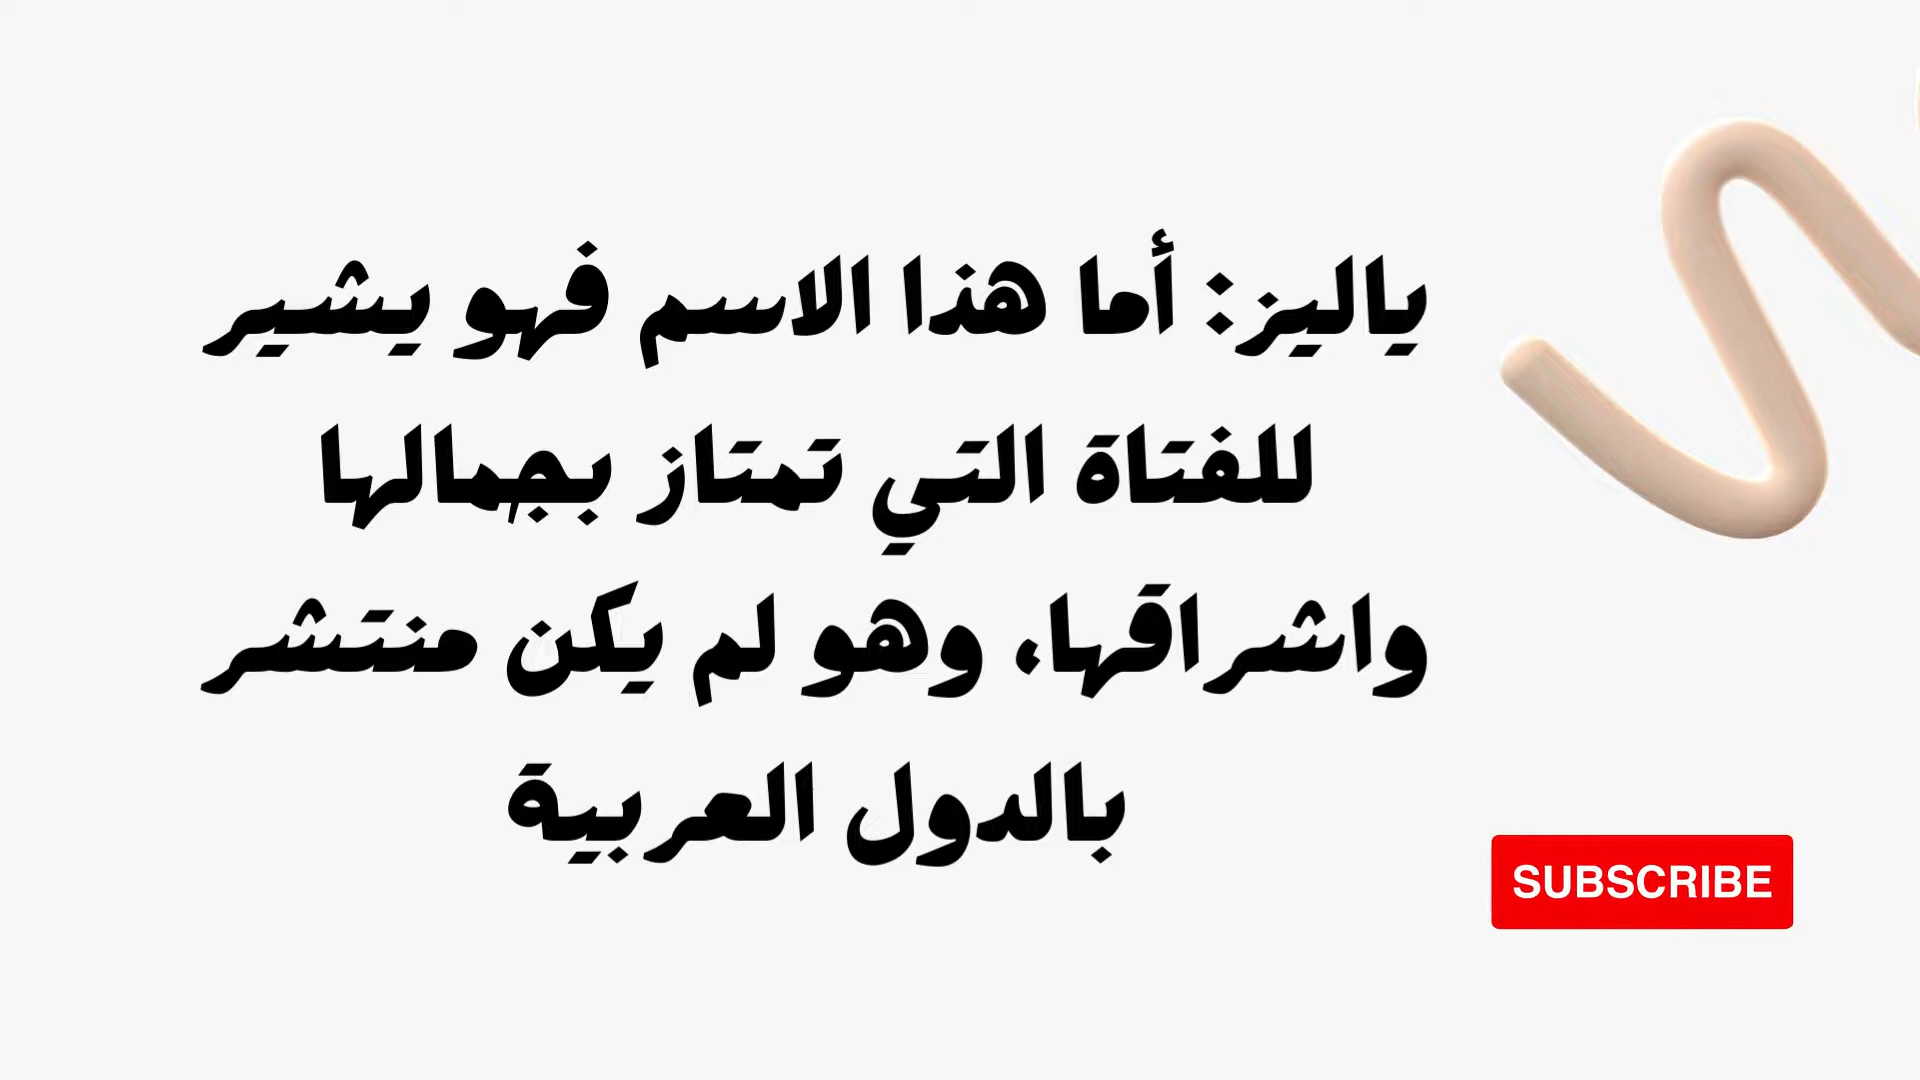 ياليز: أما هذا الاسم فهو يشير
للفتاة التي تمتاز بجمالها
واشراقها، وهو لم يكن منتشر
بالدول العربية
SUBSCRIBE